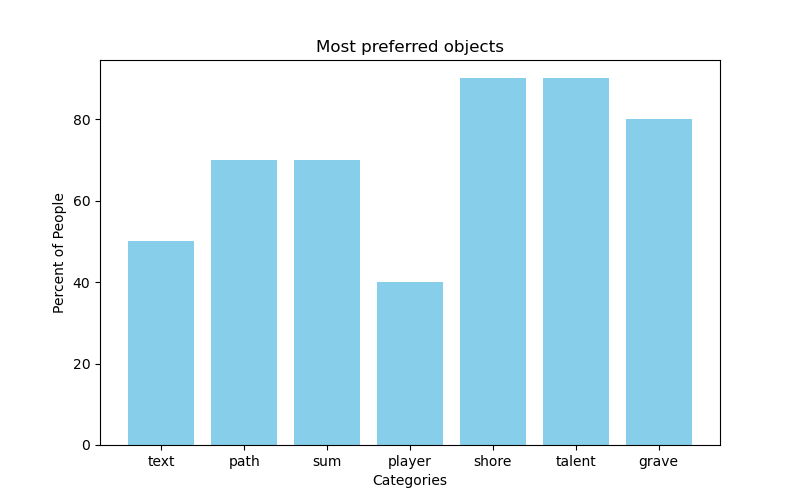 Most preferred objects
Percent of People
80
60
40
20
0
text path sum player shore talent grave
Categories